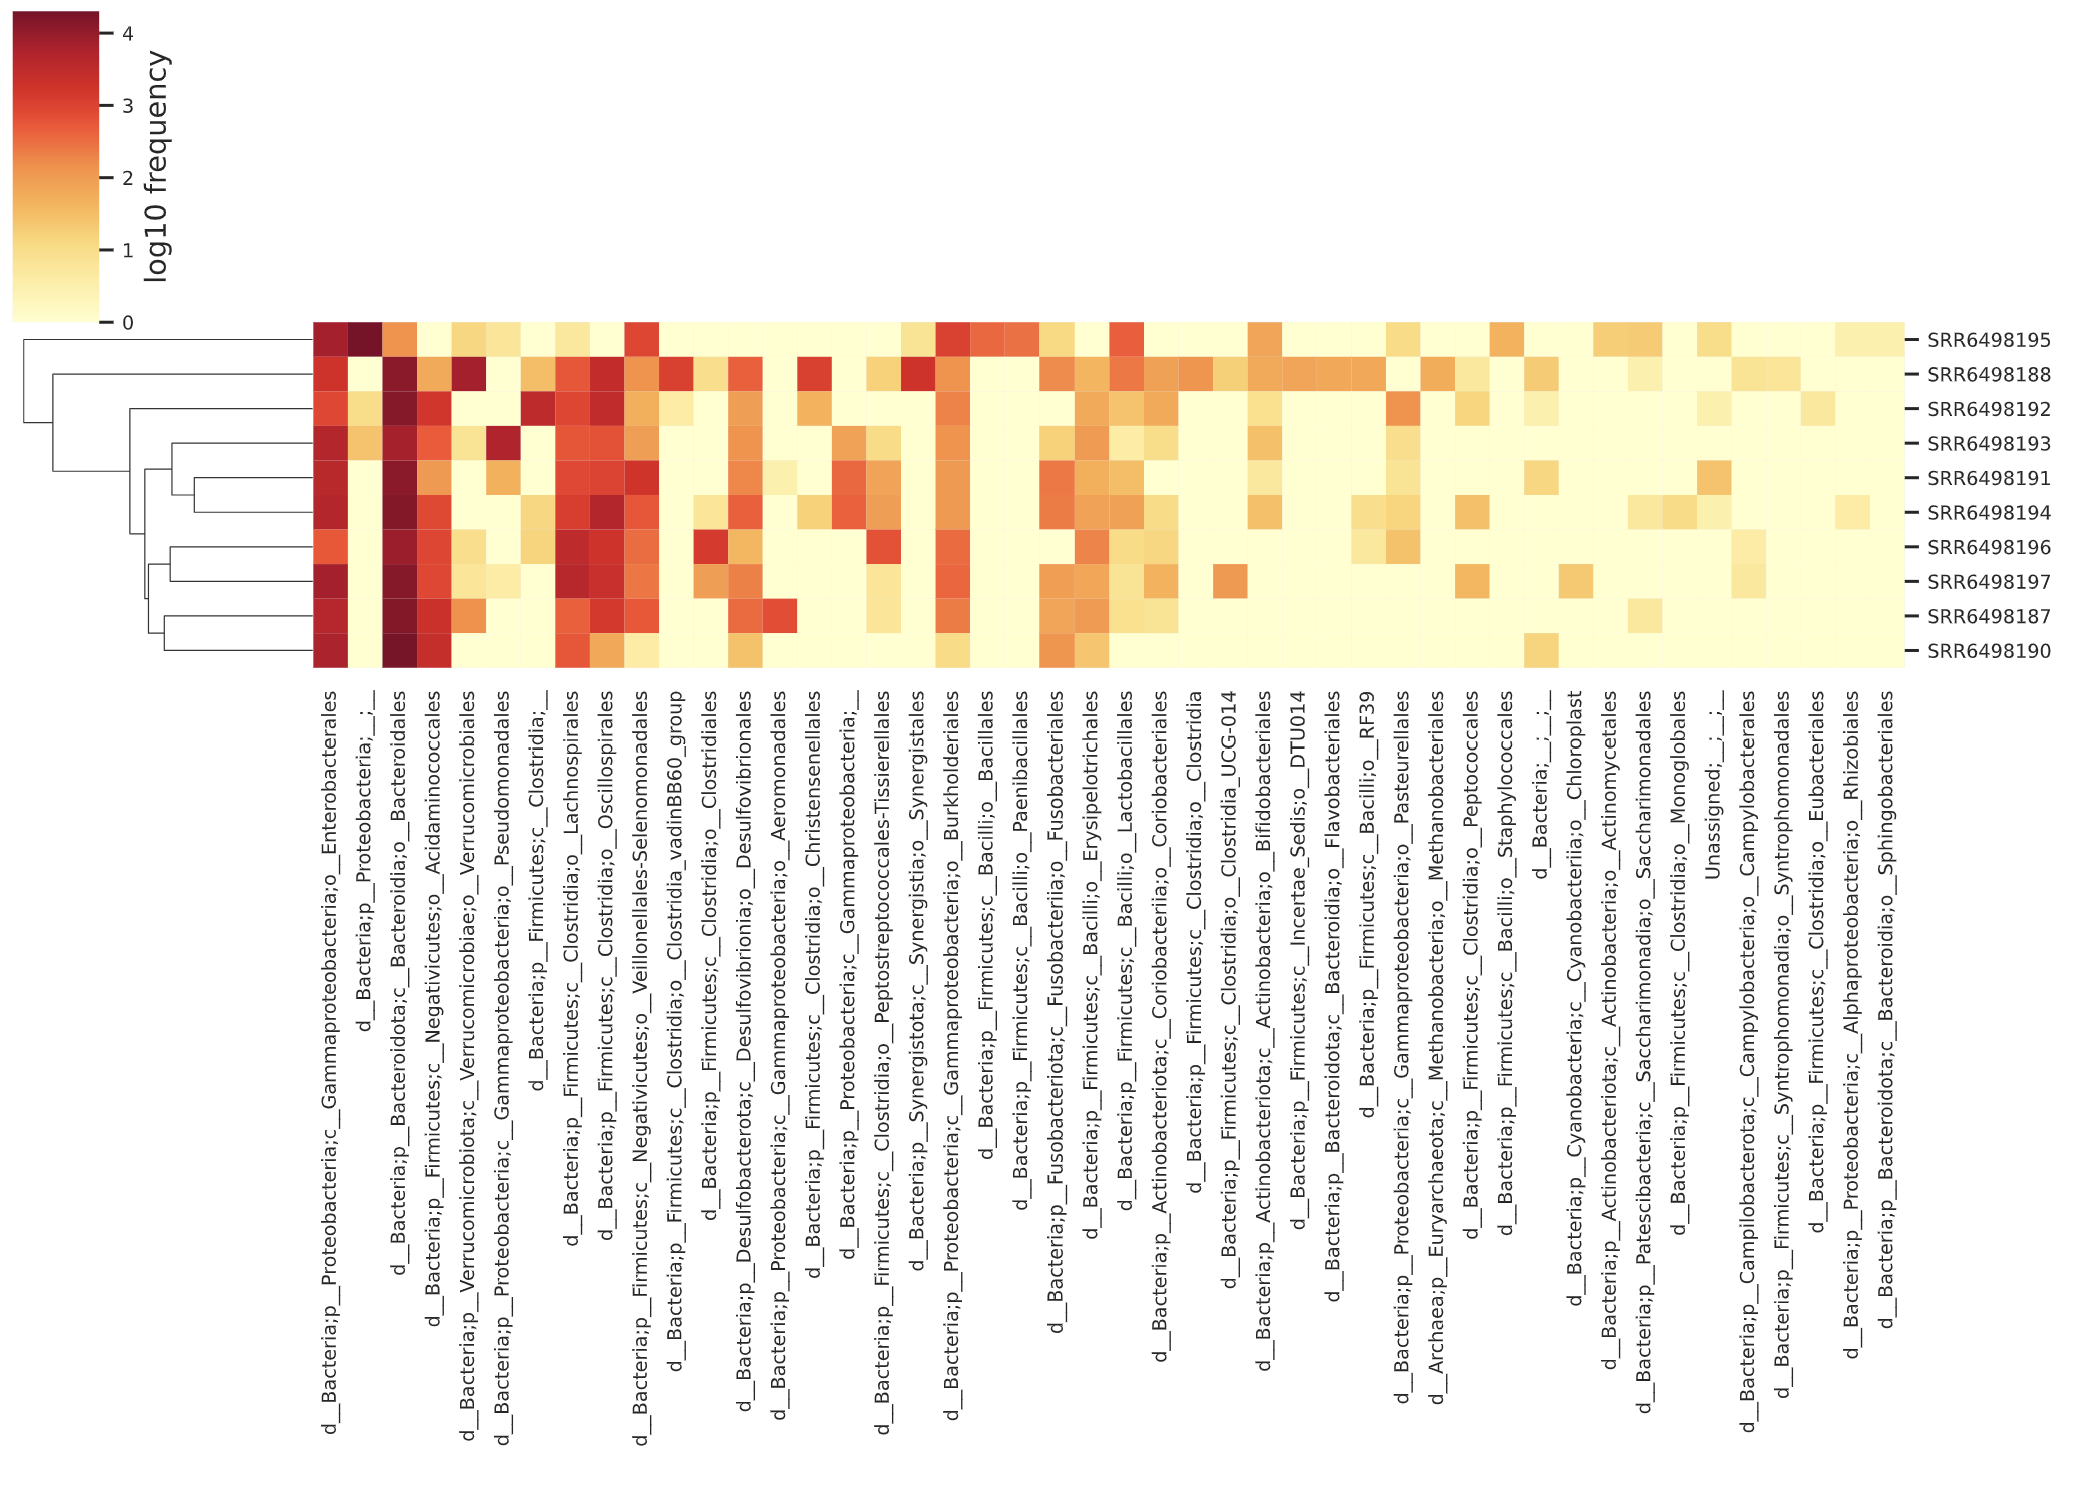 4
3
2
1
0
log10 frequency
SRR6498195
SRR6498188
SRR6498192
SRR6498193
SRR6498191
SRR6498194
SRR6498196
SRR6498197
SRR6498187
SRR6498190
d__Bacteria;p__Proteobacteria;c__Gammaproteobacteria;o__Enterobacterales
d__Bacteria;p__Proteobacteria;__;__
d__Bacteria;p__Bacteroidota;c__Bacteroidia;o__Bacteroidales
d__Bacteria;p__Firmicutes;c__Negativicutes;o__Acidaminococcales
d__Bacteria;p__Verrucomicrobiota;c__Verrucomicrobiae;o__Verrucomicrobiales
d__Bacteria;p__Proteobacteria;c__Gammaproteobacteria;o__Pseudomonadales
d__Bacteria;p__Firmicutes;c__Clostridia;__
d__Bacteria;p__Firmicutes;c__Clostridia;o__Lachnospirales
d__Bacteria;p__Firmicutes;c__Clostridia;o__Oscillospirales
d__Bacteria;p__Firmicutes;c__Negativicutes;o__Veillonellales-Selenomonadales
d__Bacteria;p__Firmicutes;c__Clostridia;o__Clostridia_vadinBB60_group
d__Bacteria;p__Firmicutes;c__Clostridia;o__Clostridiales
d__Bacteria;p__Desulfobacterota;c__Desulfovibrionia;o__Desulfovibrionales
d__Bacteria;p__Proteobacteria;c__Gammaproteobacteria;o__Aeromonadales
d__Bacteria;p__Firmicutes;c__Clostridia;o__Christensenellales
d__Bacteria;p__Proteobacteria;c__Gammaproteobacteria;__
d__Bacteria;p__Firmicutes;c__Clostridia;o__Peptostreptococcales-Tissierellales
d__Bacteria;p__Synergistota;c__Synergistia;o__Synergistales
d__Bacteria;p__Proteobacteria;c__Gammaproteobacteria;o__Burkholderiales
d__Bacteria;p__Firmicutes;c__Bacilli;o__Bacillales
d__Bacteria;p__Firmicutes;c__Bacilli;o__Paenibacillales
d__Bacteria;p__Fusobacteriota;c__Fusobacteriia;o__Fusobacteriales
d__Bacteria;p__Firmicutes;c__Bacilli;o__Erysipelotrichales
d__Bacteria;p__Firmicutes;c__Bacilli;o__Lactobacillales
d__Bacteria;p__Actinobacteriota;c__Coriobacteriia;o__Coriobacteriales
d__Bacteria;p__Firmicutes;c__Clostridia;o__Clostridia
d__Bacteria;p__Firmicutes;c__Clostridia;o__Clostridia_UCG-014
d__Bacteria;p__Actinobacteriota;c__Actinobacteria;o__Bifidobacteriales
d__Bacteria;p__Firmicutes;c__Incertae_Sedis;o__DTU014
d__Bacteria;p__Bacteroidota;c__Bacteroidia;o__Flavobacteriales
d__Bacteria;p__Firmicutes;c__Bacilli;o__RF39
d__Bacteria;p__Proteobacteria;c__Gammaproteobacteria;o__Pasteurellales
d__Archaea;p__Euryarchaeota;c__Methanobacteria;o__Methanobacteriales
d__Bacteria;p__Firmicutes;c__Clostridia;o__Peptococcales
d__Bacteria;p__Firmicutes;c__Bacilli;o__Staphylococcales
d__Bacteria;__;__;__
d__Bacteria;p__Cyanobacteria;c__Cyanobacteriia;o__Chloroplast
d__Bacteria;p__Actinobacteriota;c__Actinobacteria;o__Actinomycetales
d__Bacteria;p__Patescibacteria;c__Saccharimonadia;o__Saccharimonadales
d__Bacteria;p__Firmicutes;c__Clostridia;o__Monoglobales
Unassigned;__;__;__
d__Bacteria;p__Campilobacterota;c__Campylobacteria;o__Campylobacterales
d__Bacteria;p__Firmicutes;c__Syntrophomonadia;o__Syntrophomonadales
d__Bacteria;p__Firmicutes;c__Clostridia;o__Eubacteriales
d__Bacteria;p__Proteobacteria;c__Alphaproteobacteria;o__Rhizobiales
d__Bacteria;p__Bacteroidota;c__Bacteroidia;o__Sphingobacteriales